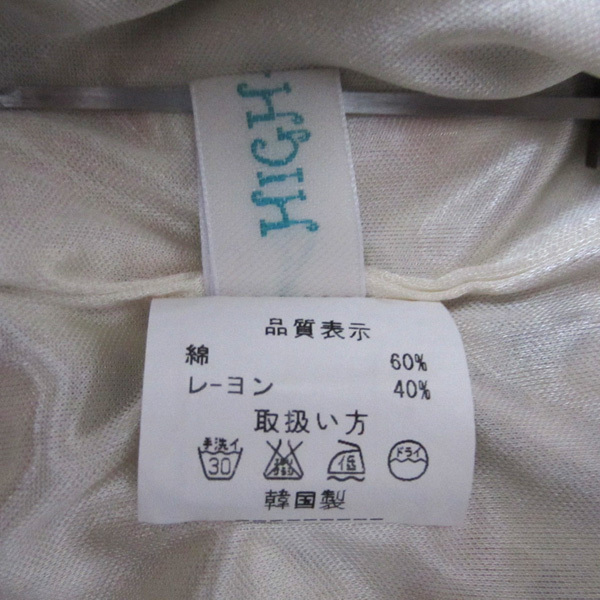 HIGH
品質表示
綿 60%
レーヨン 40%
取扱い方
手洗イ 30 低 ドライ
韓国製